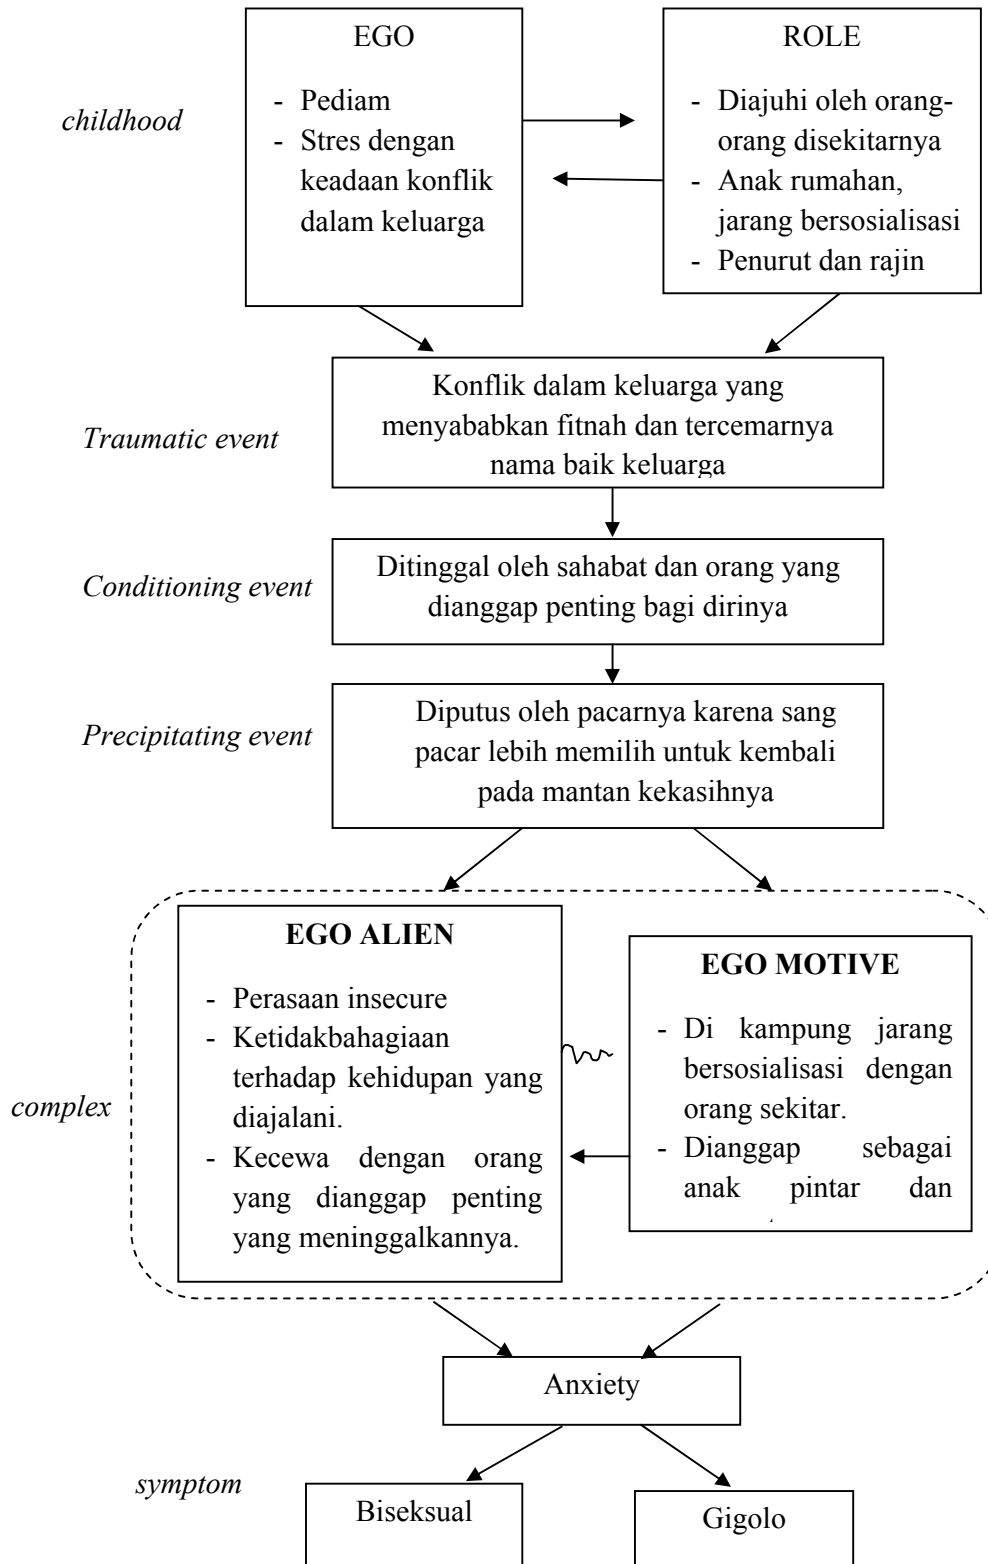 EGO
- Pediam
- Stres dengan
keadaan konflik
dalam keluarga
ROLE
- Diajuhi oleh orang-
orang disekitarnya
- Anak rumahan,
jarang bersosialisasi
- Penurut dan rajin
childhood
Traumatic event
Konflik dalam keluarga yang
menyababkan fitnah dan tercemarnya
nama baik keluarga
Conditioning event
Ditinggal oleh sahabat dan orang yang
dianggap penting bagi dirinya
Precipitating event
Diputus oleh pacarnya karena sang
pacar lebih memilih untuk kembali
pada mantan kekasihnya
complex
EGO ALIEN
- Perasaan insecure
- Ketidakbahagiaan
terhadap kehidupan yang
diajalani.
- Kecewa dengan orang
yang dianggap penting
yang meninggalkannya.
EGO MOTIVE
- Di kampung jarang
bersosialisasi dengan
orang sekitar.
- Dianggap sebagai
anak pintar dan
Anxiety
symptom
Biseksual
Gigolo